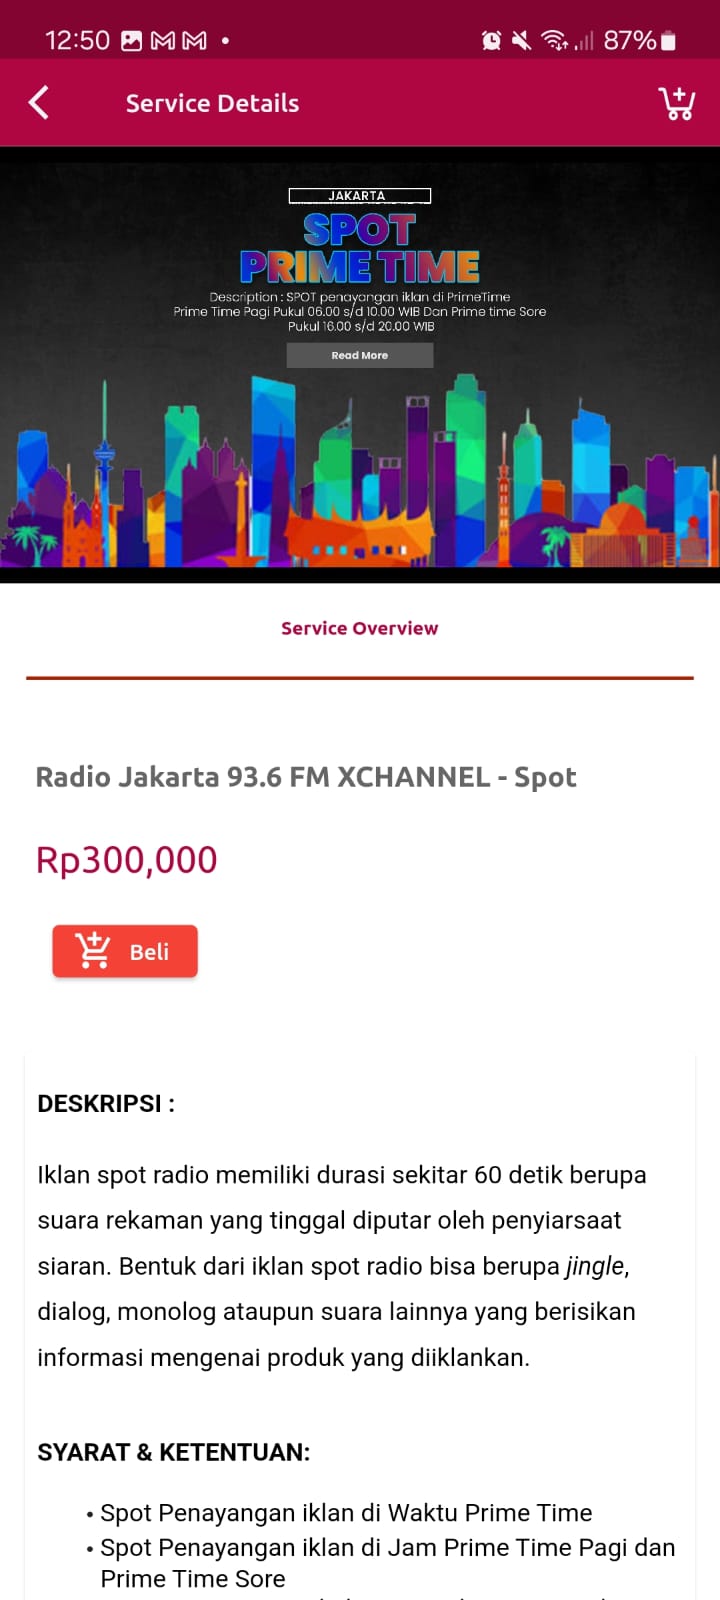 12:50
87%
Service Details
JAKARTA
SPOT
PRIME TIME
Description : SPOT penayangan iklan di PrimeTime
Prime Time Pagi Pukul 06.00 s/d 10.00 WIB Dan Prime time Sore
Pukul 16.00 s/d 20.00 WIB
Read More
Service Overview
Radio Jakarta 93.6 FM XCHANNEL - Spot
Rp300,000
Beli
DESKRIPSI :
Iklan spot radio memiliki durasi sekitar 60 detik berupa
suara rekaman yang tinggal diputar oleh penyiarsaat
siaran. Bentuk dari iklan spot radio bisa berupa jingle,
dialog, monolog ataupun suara lainnya yang berisikan
informasi mengenai produk yang diiklankan.
SYARAT & KETENTUAN:
• Spot Penayangan iklan di Waktu Prime Time
• Spot Penayangan iklan di Jam Prime Time Pagi dan
Prime Time Sore